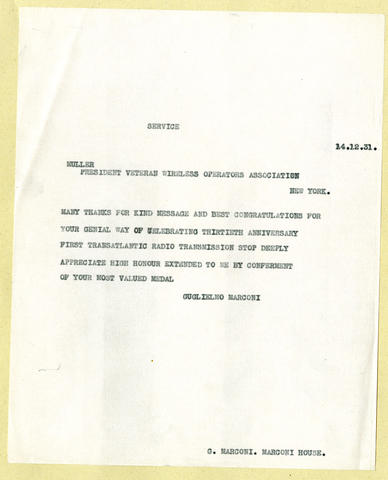 SERVICE
14.12.31.
MULLER
PRESIDENT VETERAN WIRELESS OPERATORS ASSOCIATION
NEW YORK.
MANY THANKS FOR KIND MESSAGE AND BEST CONGRATULATIONS FOR
YOUR GENIAL WAY OF CELEBRATING THIRTIETH ANNIVERSARY
FIRST TRANSATLANTIC RADIO TRANSMISSION STOP DEEPLY
APPRECIATE HIGH HONOUR EXTENDED TO ME BY CONFERMENT
OF YOUR MOST VALUED MEDAL
GUGLIELMO MARCONI
G. MARCONI. MARCONI HOUSE.